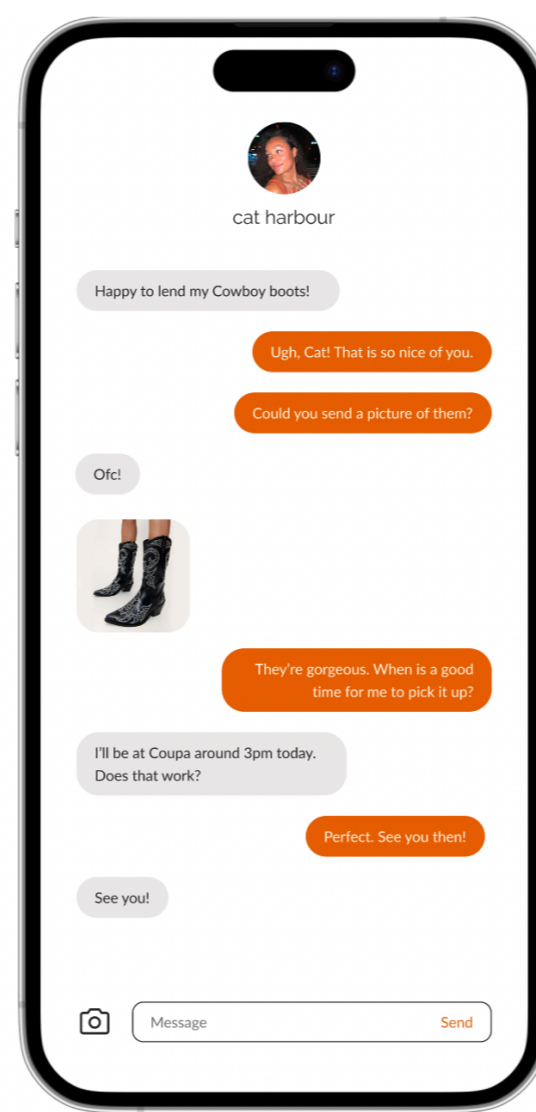 cat harbour
Happy to lend my Cowboy boots!
Ugh, Cat! That is so nice of you.
Could you send a picture of them?
Ofc!
They're gorgeous. When is a good
time for me to pick it up?
I'll be at Coupa around 3pm today.
Does that work?
Perfect. See you then!
See you!
Message Send